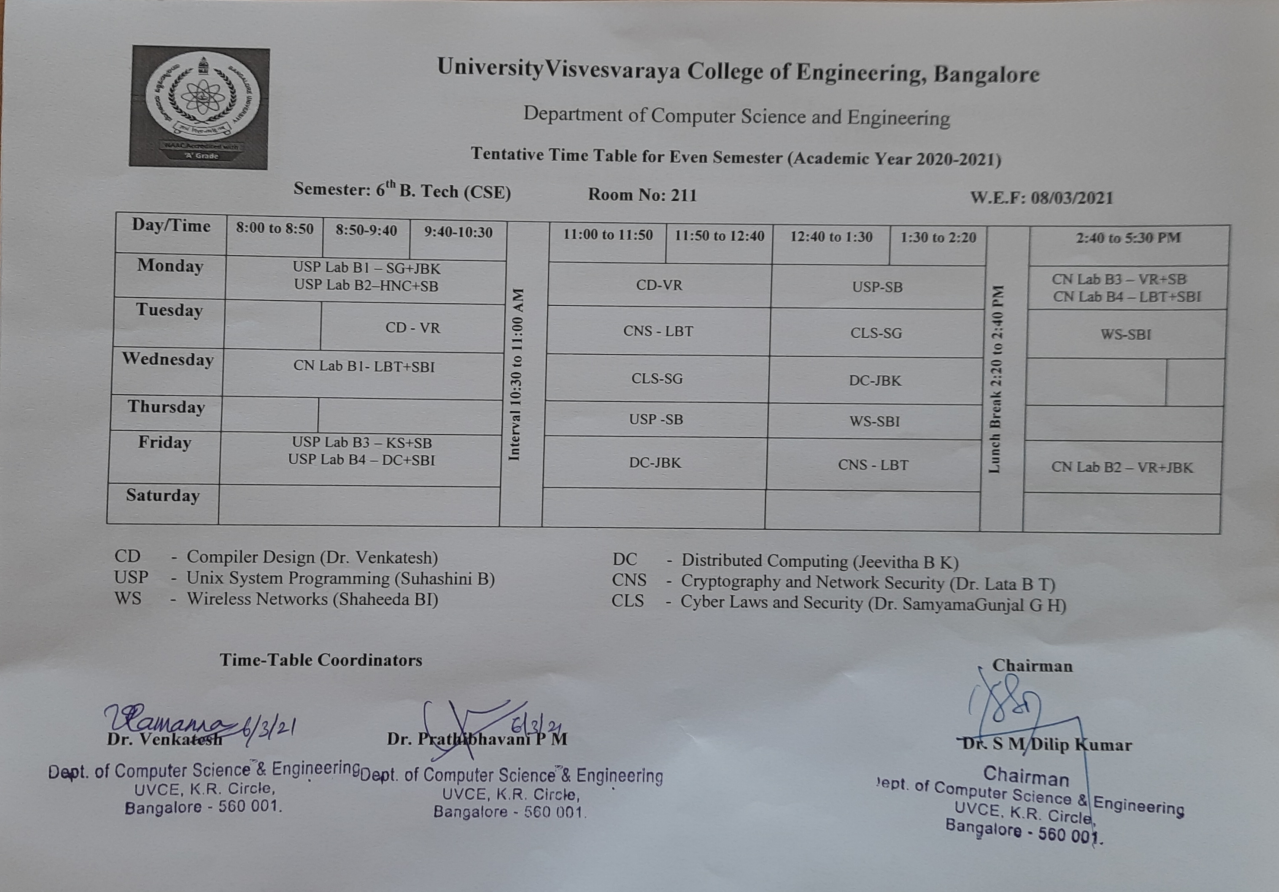 UniversityVisvesvaraya College of Engineering, Bangalore
Department of Computer Science and Engineering
NAAC Accredited with
'A' Grade
Tentative Time Table for Even Semester (Academic Year 2020-2021)
Semester: 6th B. Tech (CSE) Room No: 211 W.E.F: 08/03/2021
Day/Time 8:00 to 8:50 8:50-9:40 9:40-10:30 11:00 to 11:50 11:50 to 12:40 12:40 to 1:30 1:30 to 2:20 2:40 to 5:30 PM
Interval 10:30 to 11:00 AM
Lunch Break 2:20 to 2:40 PM
Monday USP Lab B1 – SG+JBK CD-VR USP-SB CN Lab B3 – VR+SB
USP Lab B2–HNC+SB CN Lab B4 – LBT+SBI
Tuesday CD - VR CNS - LBT CLS-SG WS-SBI
Wednesday CN Lab B1- LBT+SBI CLS-SG DC-JBK
Thursday USP -SB WS-SBI
Friday USP Lab B3 – KS+SB DC-JBK CNS - LBT CN Lab B2 – VR+JBK
USP Lab B4 – DC+SBI
Saturday
CD - Compiler Design (Dr. Venkatesh) DC - Distributed Computing (Jeevitha B K)
USP - Unix System Programming (Suhashini B) CNS - Cryptography and Network Security (Dr. Lata B T)
WS - Wireless Networks (Shaheeda BI) CLS - Cyber Laws and Security (Dr. SamyamaGunjal G H)
Time-Table Coordinators Chairman
6/3/21 6/3/21
Dr. Venkatesh Dr. Prathibhavani P M Dr. S M Dilip Kumar
Dept. of Computer Science & Engineering
UVCE, K.R. Circle,
Bangalore - 560 001.
Dept. of Computer Science & Engineering
UVCE, K.R. Circle,
Bangalore - 560 001.
Chairman
Dept. of Computer Science & Engineering
UVCE, K.R. Circle,
Bangalore - 560 001.